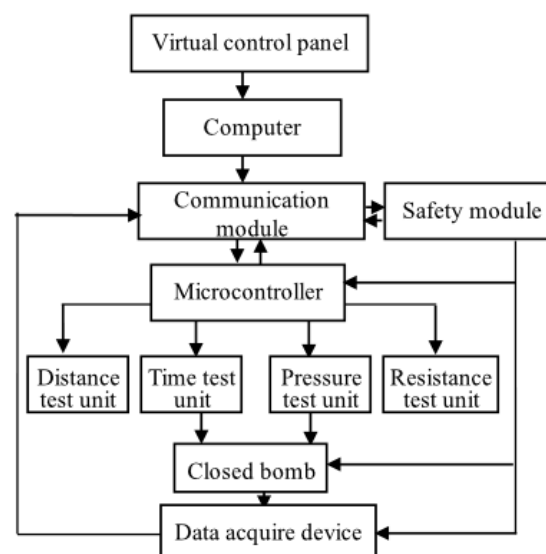 Virtual control panel
Computer
Communication
module
Safety module
Microcontroller
Distance
test unit
Time test
unit
Pressure
test unit
Resistance
test unit
Closed bomb
Data acquire device